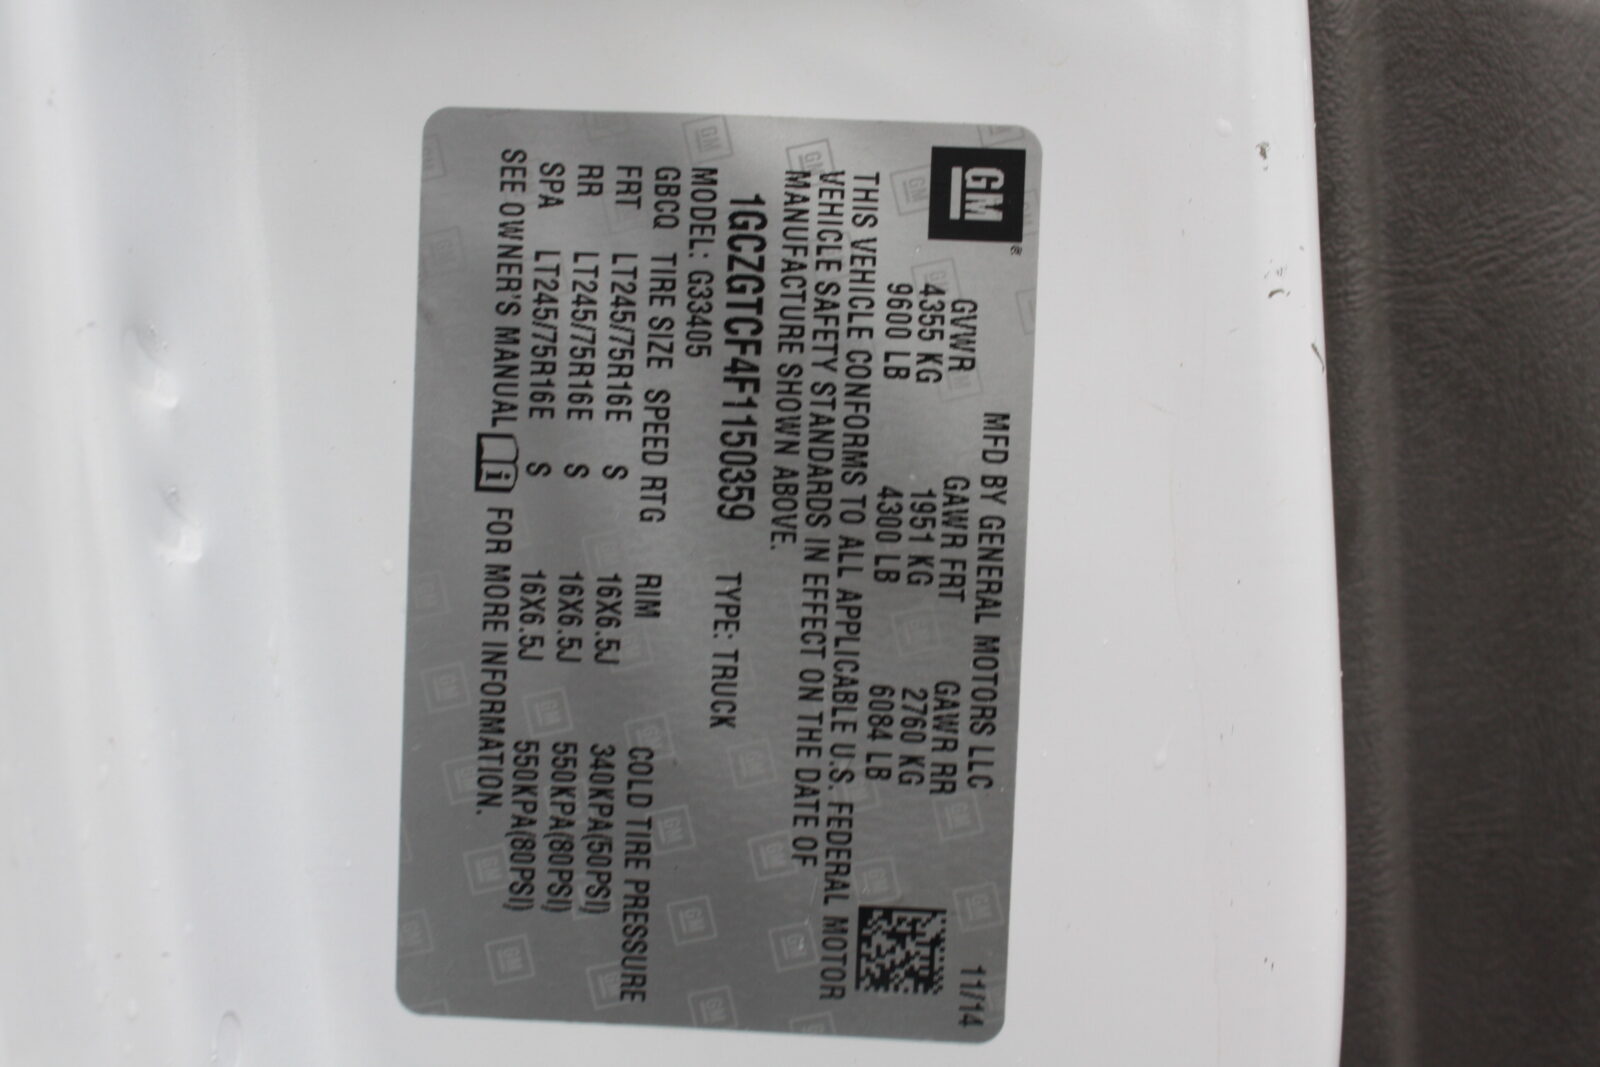 GM®
MFD BY GENERAL MOTORS LLC 11/14
GVWR GAWR FRT GAWR RR
4355 KG 1951 KG 2760 KG
9600 LB 4300 LB 6084 LB
THIS VEHICLE CONFORMS TO ALL APPLICABLE U.S. FEDERAL MOTOR
VEHICLE SAFETY STANDARDS IN EFFECT ON THE DATE OF
MANUFACTURE SHOWN ABOVE.
1GCZGTCF4F1150359 TYPE: TRUCK
MODEL: G33405
GBCQ TIRE SIZE SPEED RTG RIM COLD TIRE PRESSURE
FRT LT245/75R16E S 16X6.5J 340KPA(50PSI)
RR LT245/75R16E S 16X6.5J 550KPA(80PSI)
SPA LT245/75R16E S 16X6.5J 550KPA(80PSI)
SEE OWNER'S MANUAL i FOR MORE INFORMATION.